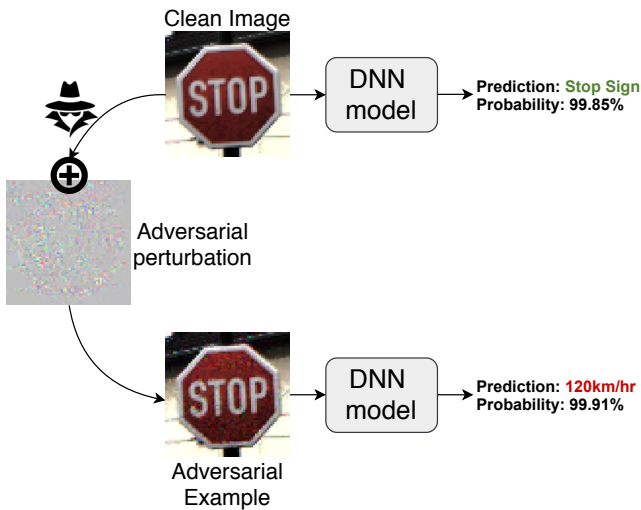 Clean Image
STOP
DNN
model
Prediction: Stop Sign
Probability: 99.85%
Adversarial
perturbation
STOP
DNN
model
Prediction: 120km/hr
Probability: 99.91%
Adversarial
Example